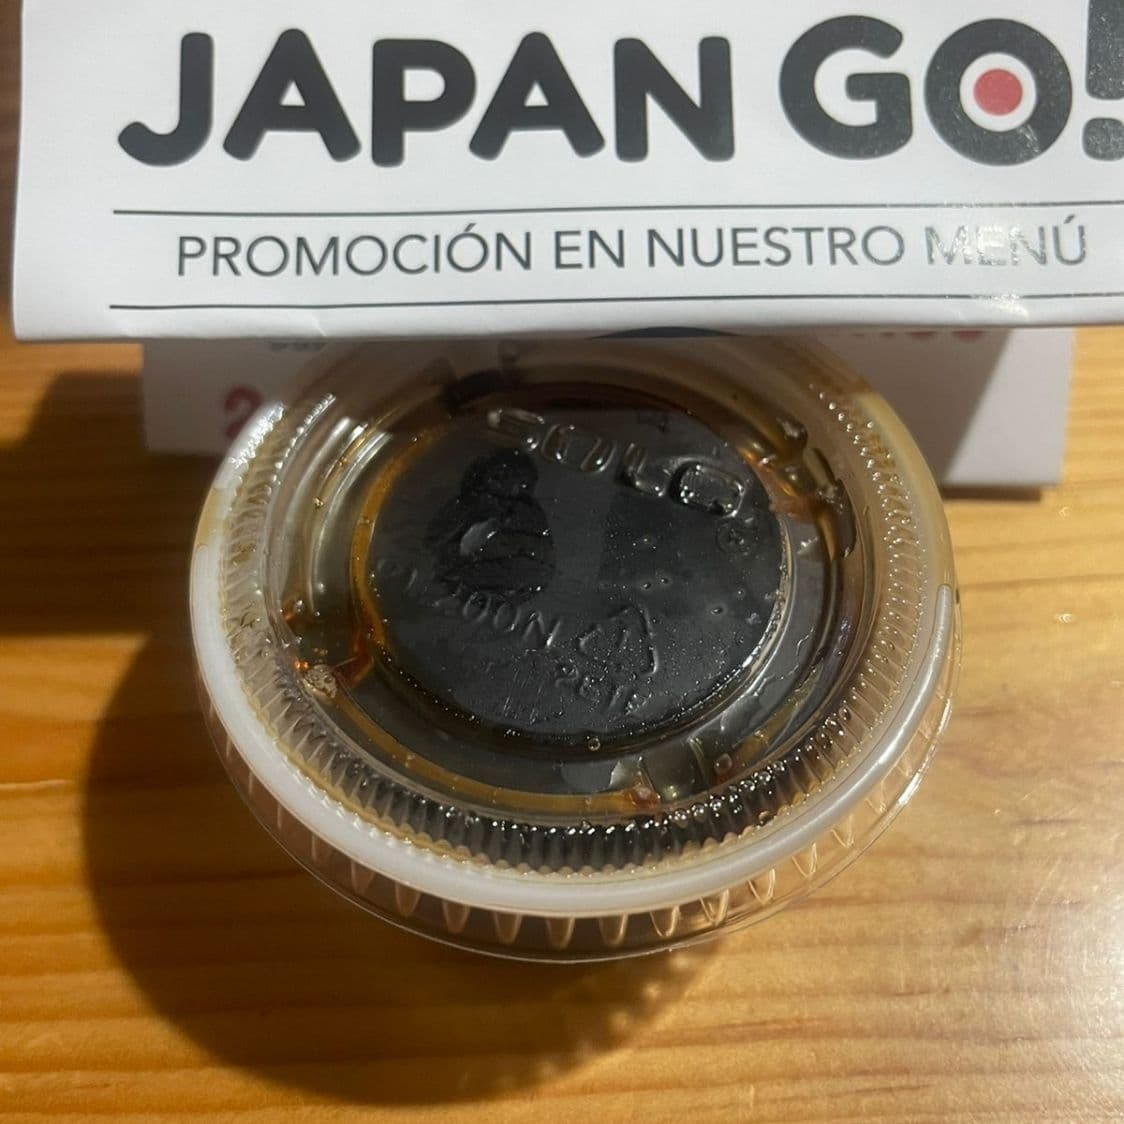 JAPAN GO!
PROMOCIÓN EN NUESTRO MENÚ
SOLO